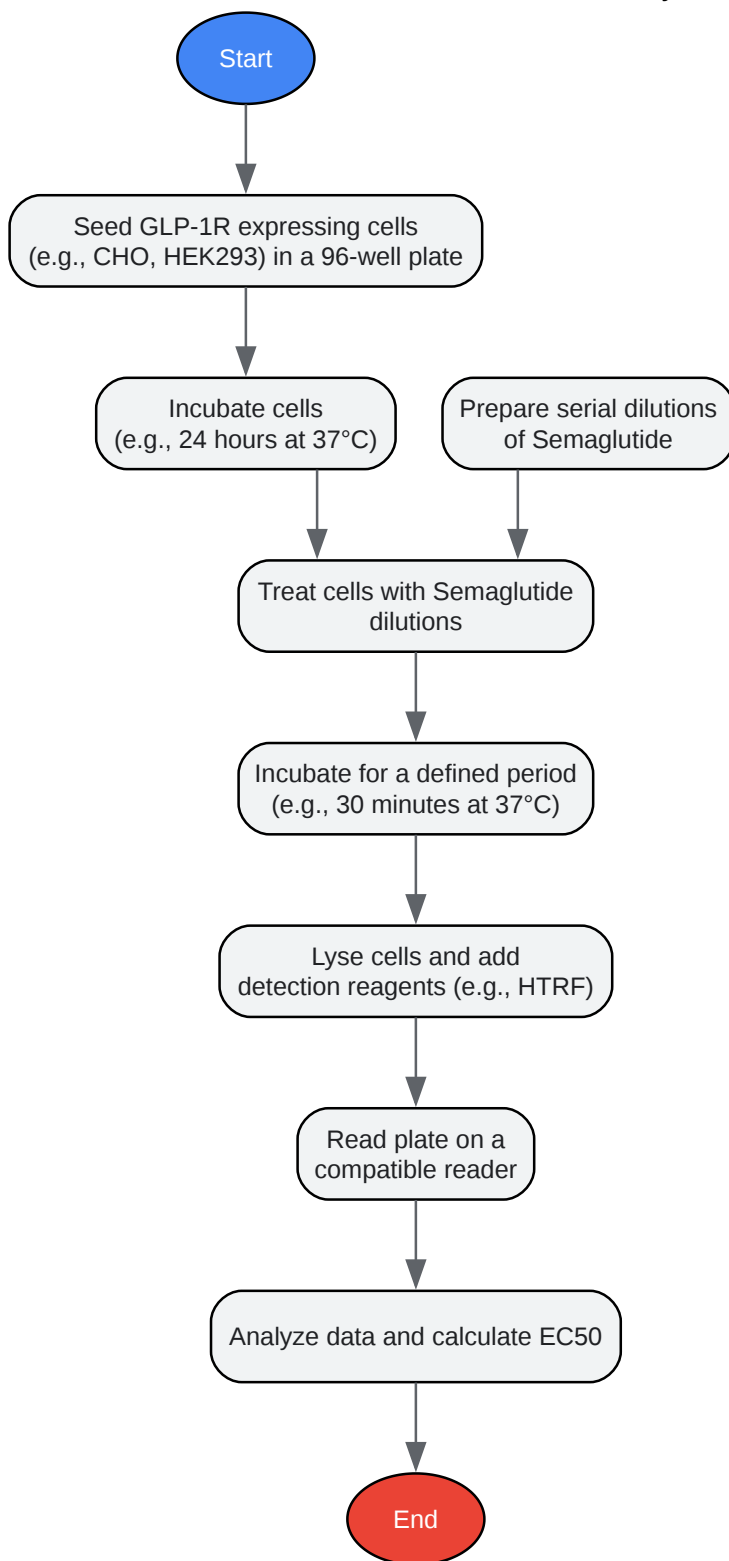 Start
Seed GLP-1R expressing cells
(e.g., CHO, HEK293) in a 96-well plate
Incubate cells
(e.g., 24 hours at 37°C)
Prepare serial dilutions
of Semaglutide
Treat cells with Semaglutide
dilutions
Incubate for a defined period
(e.g., 30 minutes at 37°C)
Lyse cells and add
detection reagents (e.g., HTRF)
Read plate on a
compatible reader
Analyze data and calculate EC50
End